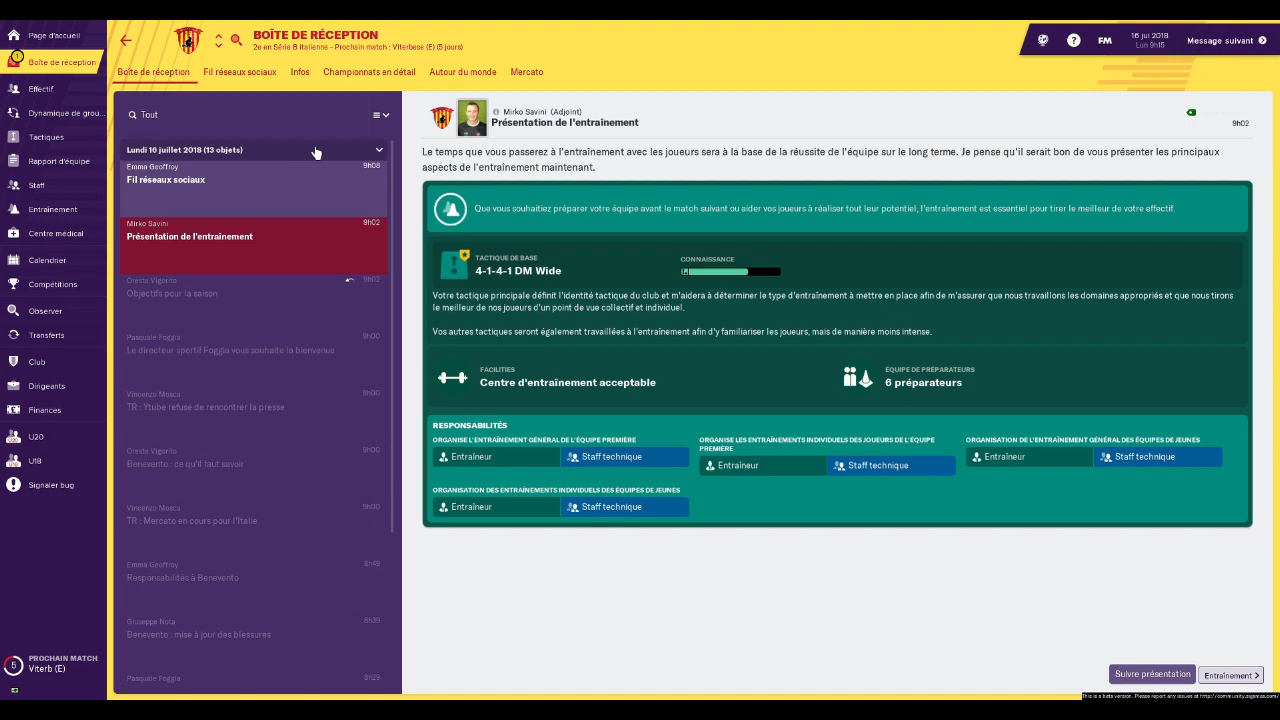 Page d'accueil
1
Boîte de réception
Effectif
Dynamique de grou...
Tactiques
Rapport d'équipe
Staff
Entraînement
Centre médical
Calendrier
Compétitions
Observer
Transferts
Club
Dirigeants
Finances
U20
U18
Signaler bug
5
PROCHAIN MATCH
Viterb (E)
BOÎTE DE RÉCEPTION
2e en Série B italienne - Prochain match : Viterbese (E) (5 jours)
FM
16 jul 2018
Lun 9h15
Message suivant
Boîte de réception
Fil réseaux sociaux
Infos
Championnats en détail
Autour du monde
Mercato
Tout
Lundi 16 juillet 2018 (13 objets)
Emma Geoffroy 9h08
Fil réseaux sociaux
Mirko Savini 9h02
Présentation de l'entrainement
Oreste Vigorito 9h02
Objectifs pour la saison
Pasquale Foggia 9h00
Le directeur sportif Foggia vous souhaite la bienvenue
Vincenzo Mosca 9h00
TR : Ytube refuse de rencontrer la presse
Oreste Vigorito 9h00
Benevento : ce qu'il faut savoir
Vincenzo Mosca 9h00
TR : Mercato en cours pour l'Italie
Emma Geoffroy 8h49
Responsabilités à Benevento
Giuseppe Nota 8h39
Benevento : mise à jour des blessures
Pasquale Foggia 8h29
Mirko Savini (Adjoint)
Présentation de l'entrainement
9h02
Le temps que vous passerez à l'entraînement avec les joueurs sera à la base de la réussite de l'équipe sur le long terme. Je pense qu'il serait bon de vous présenter les principaux
aspects de l'entraînement maintenant.
Que vous souhaitiez préparer votre équipe avant le match suivant ou aider vos joueurs à réaliser tout leur potentiel, l'entraînement est essentiel pour tirer le meilleur de votre effectif.
TACTIQUE DE BASE
4-1-4-1 DM Wide
CONNAISSANCE
Votre tactique principale définit l'identité tactique du club et m'aidera à déterminer le type d'entraînement à mettre en place afin de m'assurer que nous travaillons les domaines appropriés et que nous tirons
le meilleur de nos joueurs d'un point de vue collectif et individuel.
Vos autres tactiques seront également travaillées à l'entraînement afin d'y familiariser les joueurs, mais de manière moins intense.
FACILITIES
Centre d'entraînement acceptable
ÉQUIPE DE PRÉPARATEURS
6 préparateurs
RESPONSABILITÉS
ORGANISE L'ENTRAÎNEMENT GÉNÉRAL DE L'ÉQUIPE PREMIÈRE
Entraîneur
Staff technique
ORGANISE LES ENTRAÎNEMENTS INDIVIDUELS DES JOUEURS DE L'ÉQUIPE
PREMIÈRE
Entraîneur
Staff technique
ORGANISATION DE L'ENTRAÎNEMENT GÉNÉRAL DES ÉQUIPES DE JEUNES
Entraîneur
Staff technique
ORGANISATION DES ENTRAÎNEMENTS INDIVIDUELS DES ÉQUIPES DE JEUNES
Entraîneur
Staff technique
Suivre présentation
Entraînement
This is a beta version. Please report any issues at http://community.sigames.com/